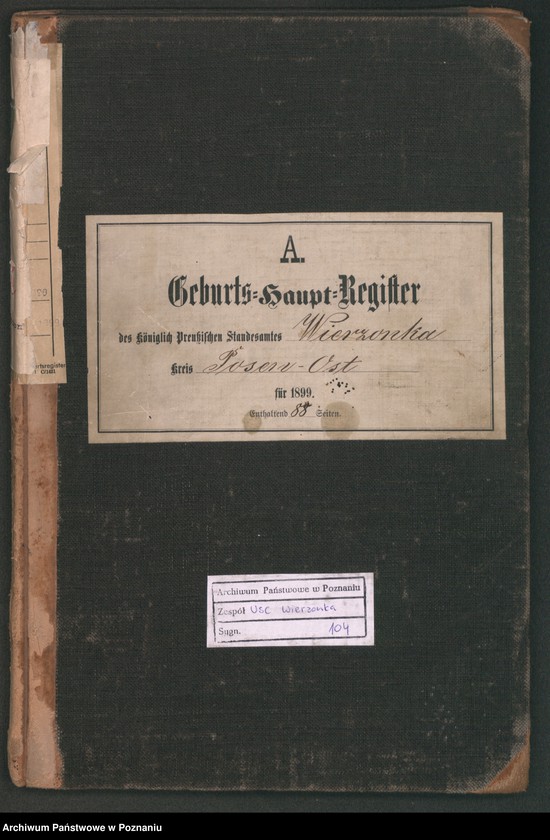 A.
Geburts-Haupt-Register
des Königlich Preußischen Standesamtes Wierzonka
Kreis Posen-Ost
für 1899.
Enthaltend 88 Seiten.
Archiwum Państwowe w Poznaniu
Zespół USC Wierzonka
Sygn. 104
Archiwum Państwowe w Poznaniu